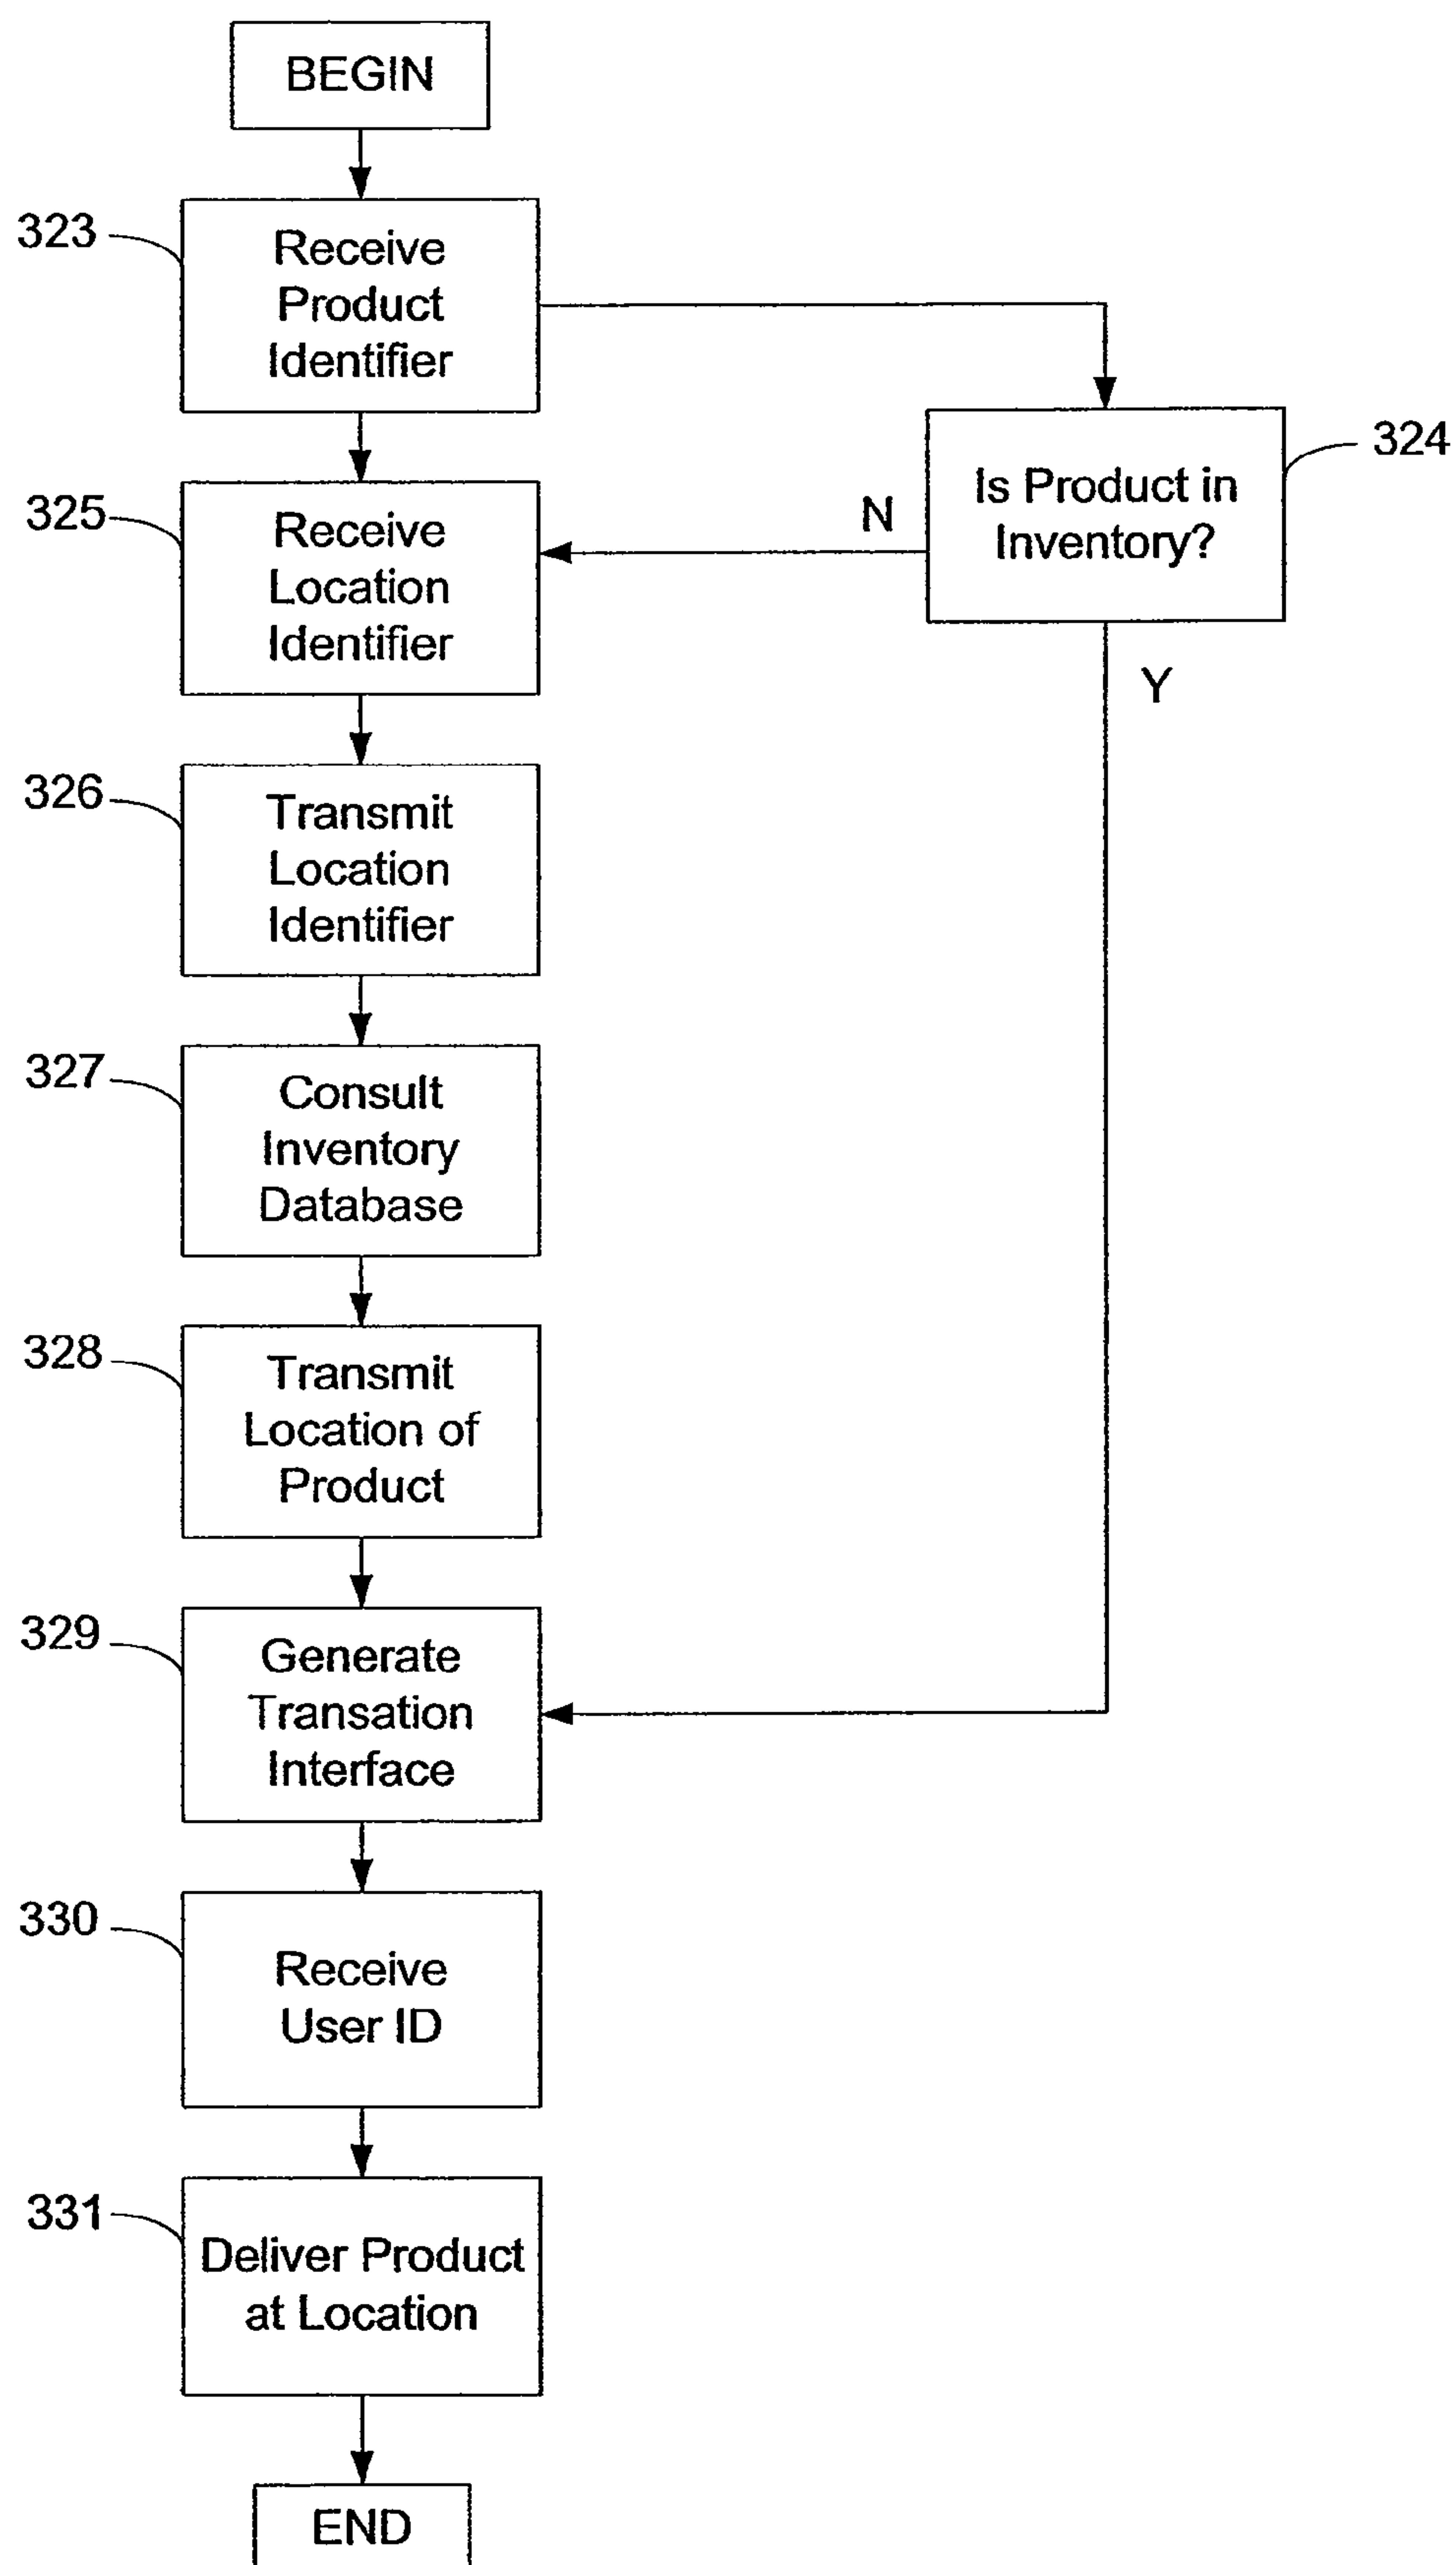 BEGIN
323
Receive
Product
Identifier
324
Is Product in
Inventory?
N
Y
325
Receive
Location
Identifier
326
Transmit
Location
Identifier
327
Consult
Inventory
Database
328
Transmit
Location of
Product
329
Generate
Transation
Interface
330
Receive
User ID
331
Deliver Product
at Location
END